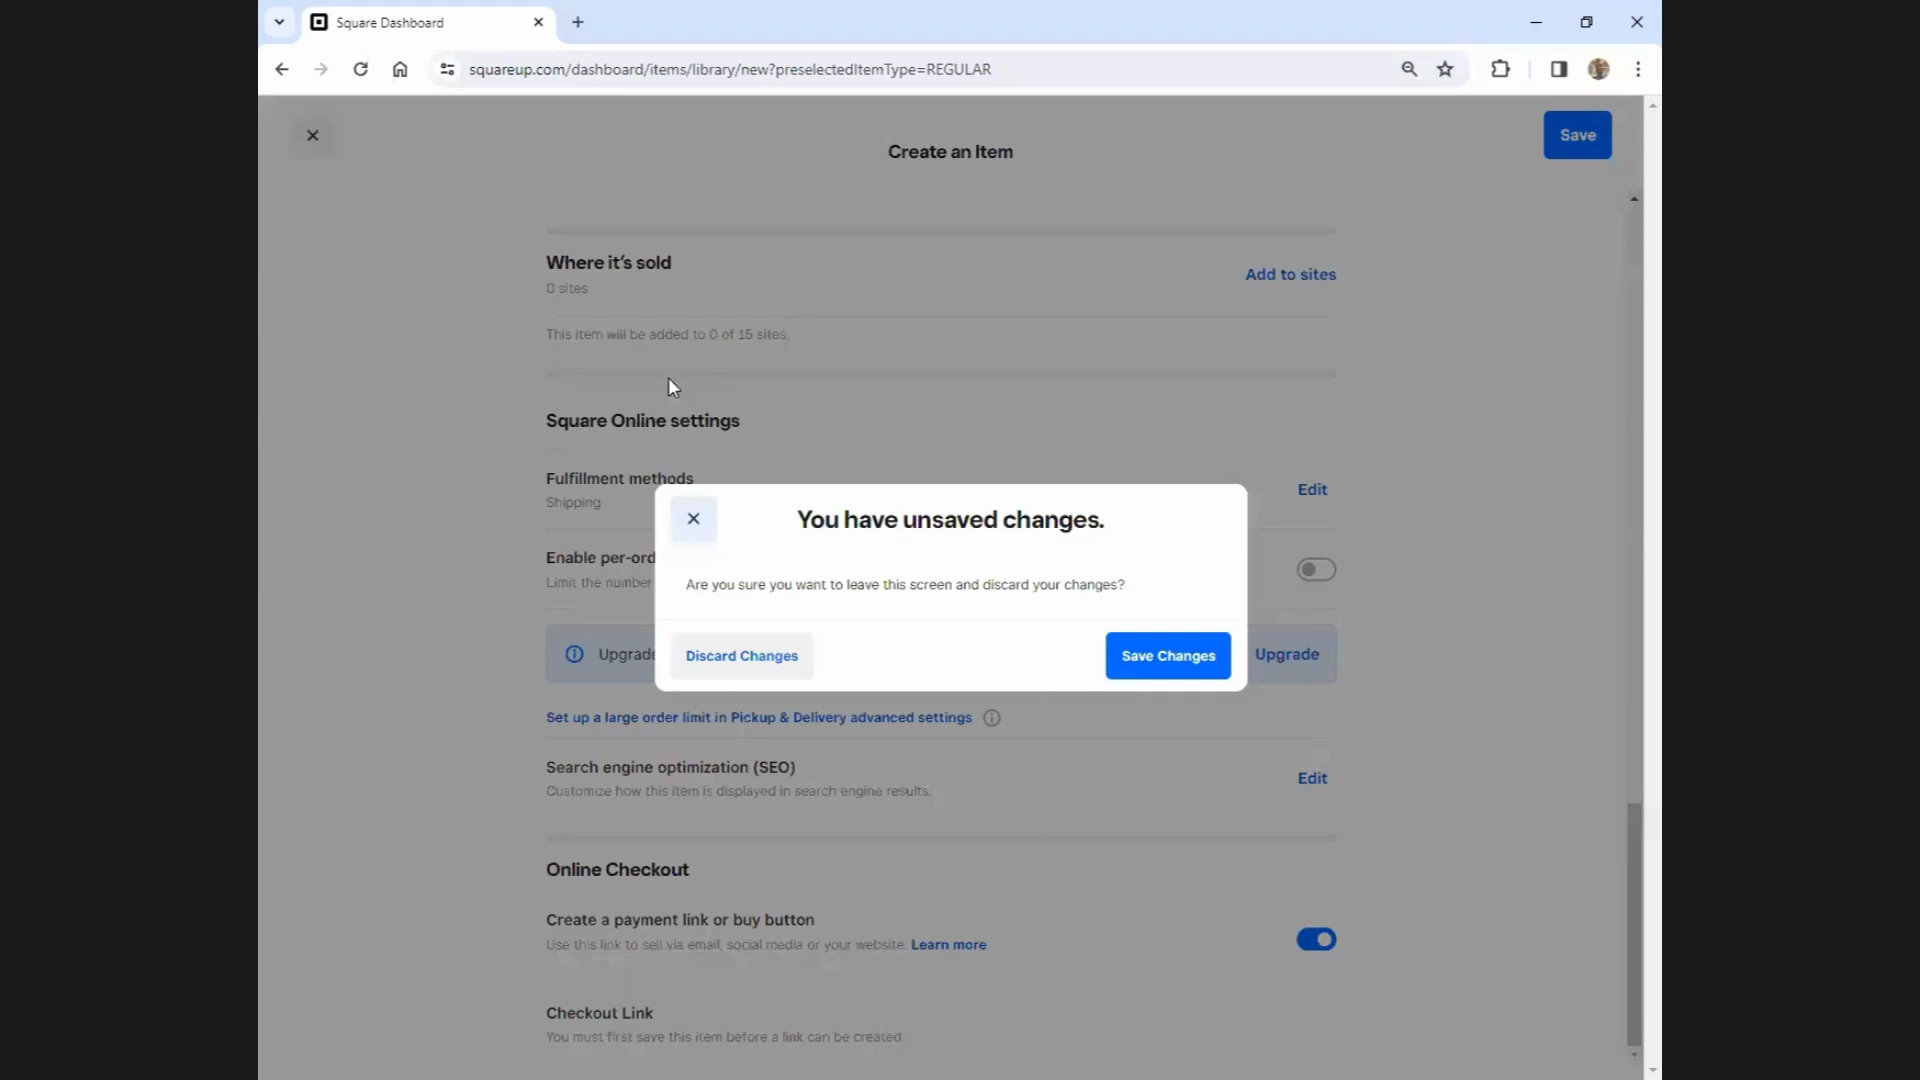 Square Dashboard
squareup.com/dashboard/items/library/new?preselectedItemType=REGULAR
Save
Create an Item
Where it's sold
Add to sites
0 sites
This item will be added to 0 of 15 sites.
Square Online settings
Fulfillment methods
Edit
Shipping
You have unsaved changes.
Enable per-ord
Limit the number
Are you sure you want to leave this screen and discard your changes?
Upgrade
Discard Changes
Save Changes
Upgrade
Set up a large order limit in Pickup & Delivery advanced settings
Search engine optimization (SEO)
Edit
Customize how this item is displayed in search engine results.
Online Checkout
Create a payment link or buy button
Use this link to sell via email, social media or your website. Learn more
Checkout Link
You must first save this item before a link can be created